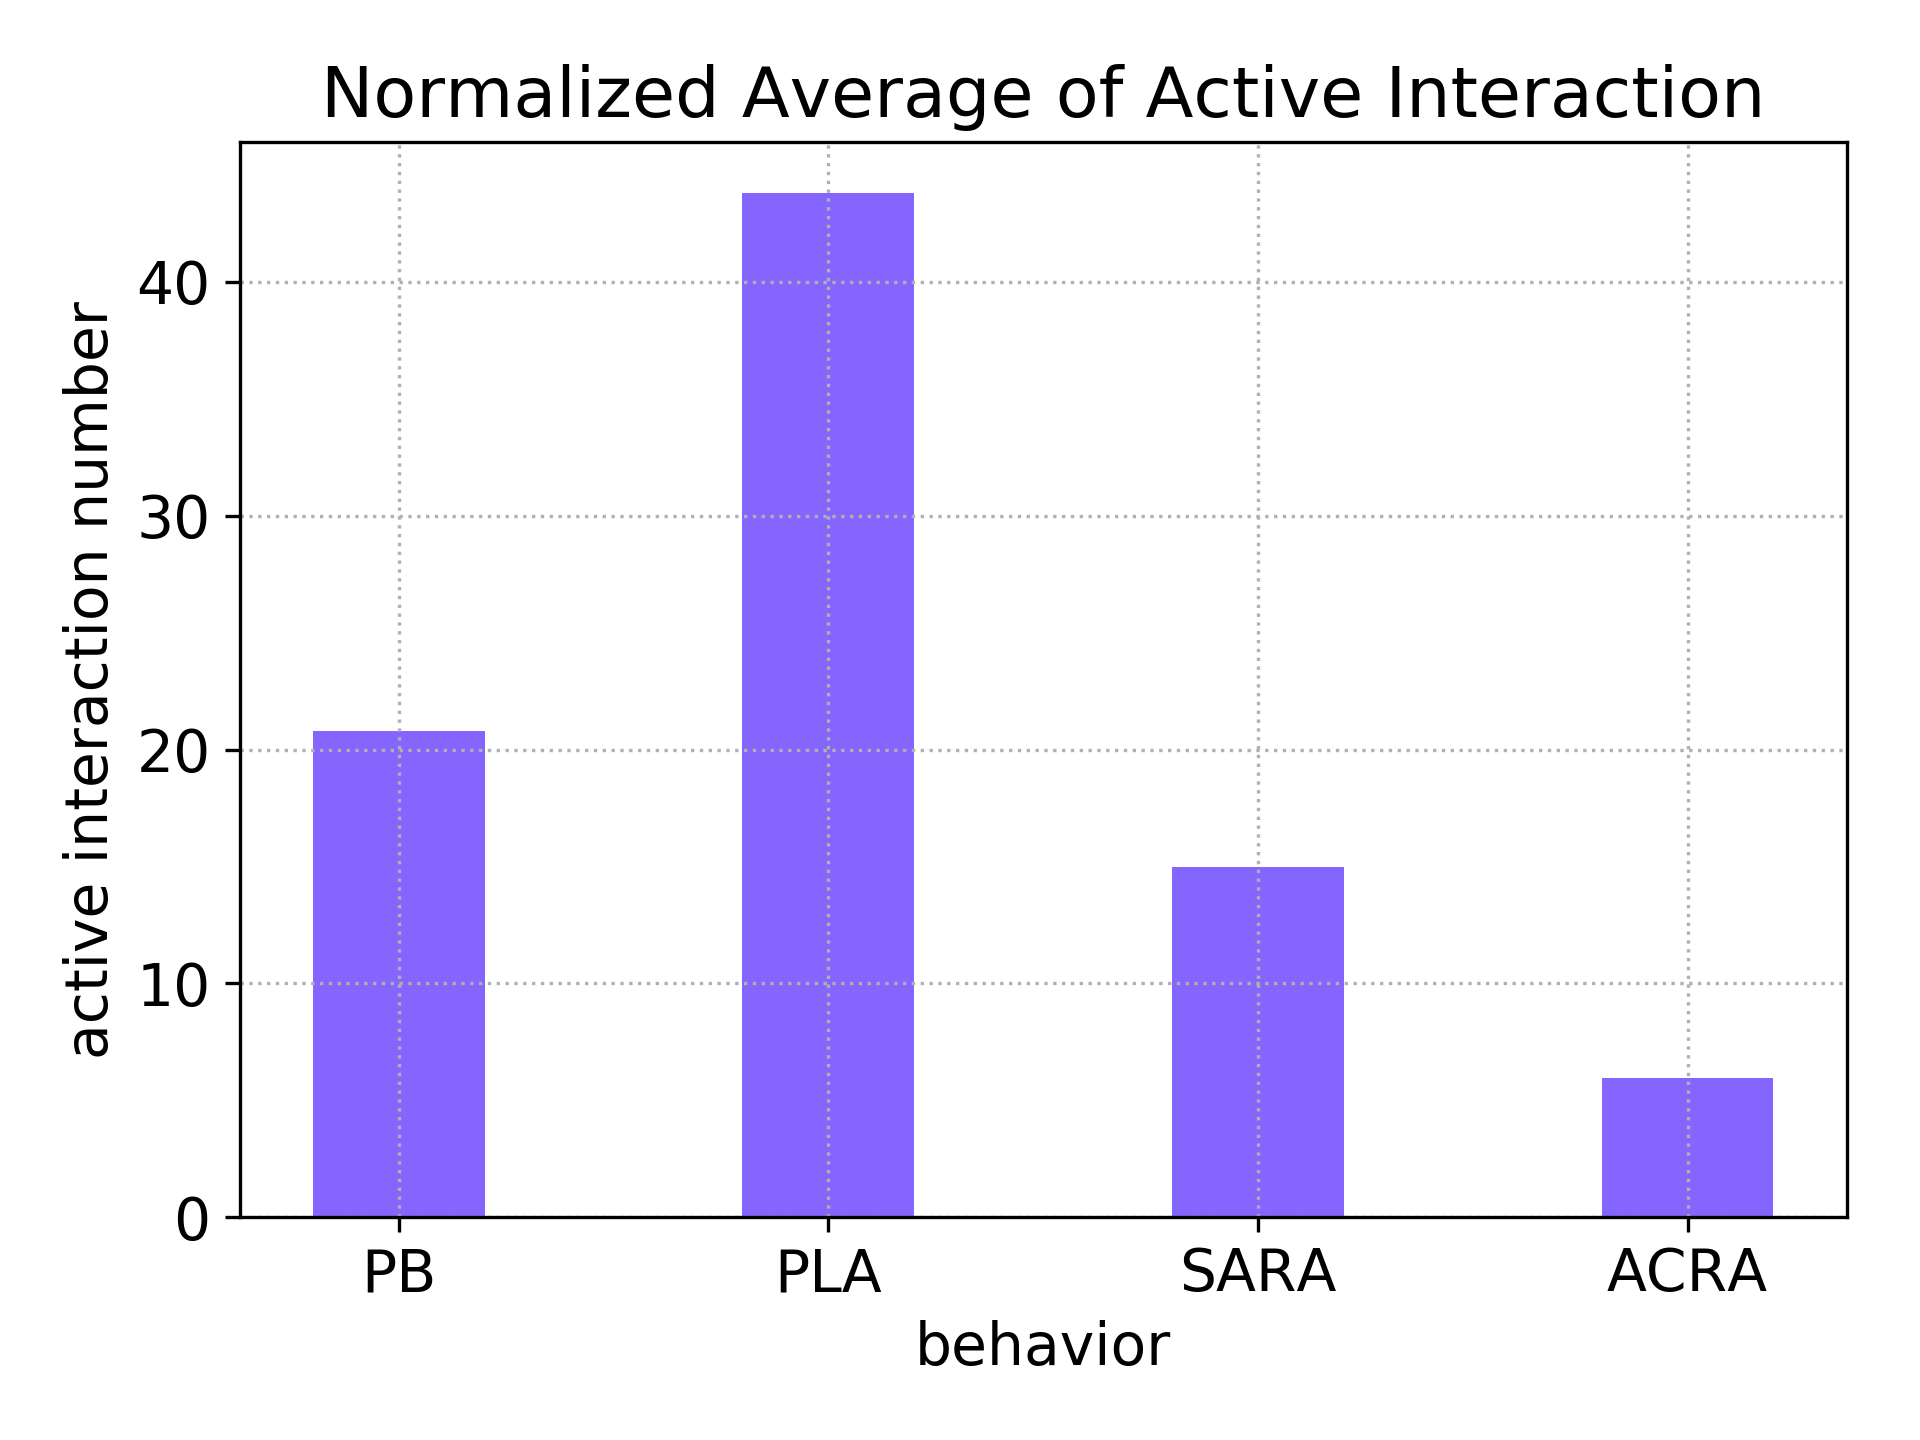 Normalized Average of Active Interaction
active interaction number
40
30
20
10
0
PB PLA SARA ACRA
behavior